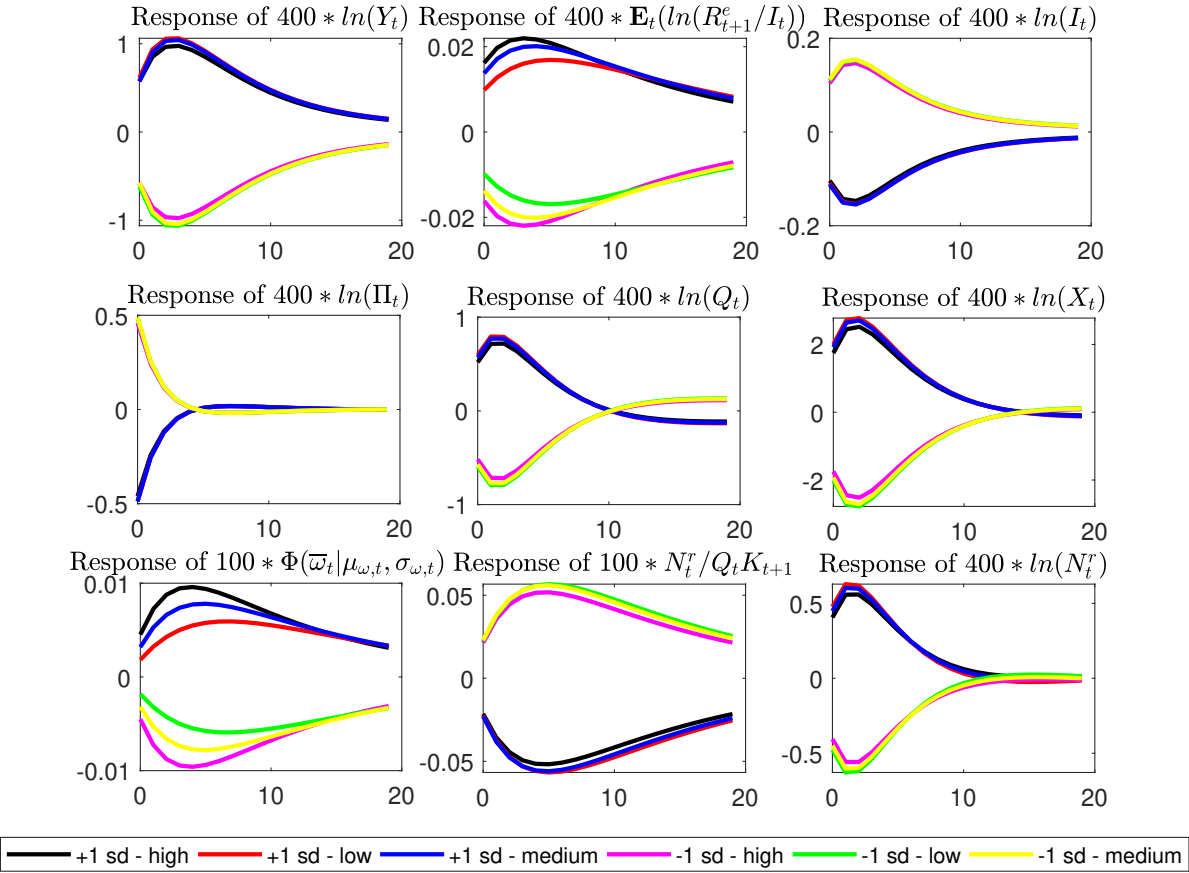 Response of 400 ∗ ln(Y_t) Response of 400 ∗ E_t(ln(R^e_{t+1}/I_t)) Response of 400 ∗ ln(I_t)
1
0
-1
0 10 20
0.02
0
-0.02
0 10 20
0.2
0
-0.2
0 10 20
Response of 400 ∗ ln(Π_t) Response of 400 ∗ ln(Q_t) Response of 400 ∗ ln(X_t)
0.5
0
-0.5
0 10 20
1
0
-1
0 10 20
2
0
-2
0 10 20
Response of 100 ∗ Φ(ω̅_t|μ_{ω,t}, σ_{ω,t}) Response of 100 ∗ N^r_t/Q_tK_{t+1} Response of 400 ∗ ln(N^r_t)
0.01
0
-0.01
0 10 20
0.05
0
-0.05
0 10 20
0.5
0
-0.5
0 10 20
+1 sd - high +1 sd - low +1 sd - medium -1 sd - high -1 sd - low -1 sd - medium